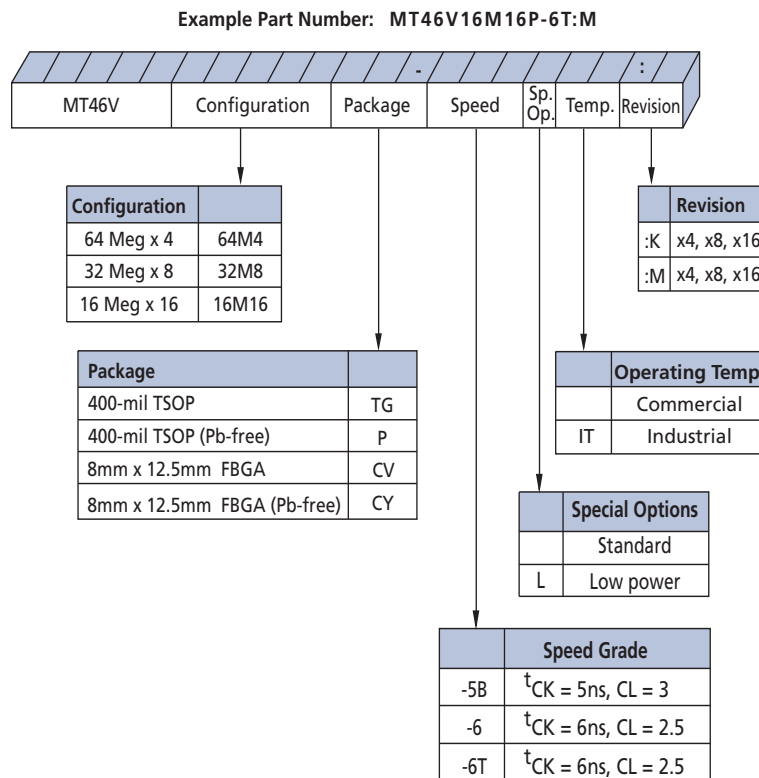 Example Part Number: MT46V16M16P-6T:M
- :
MT46V Configuration Package Speed Sp. Op. Temp. Revision
Configuration
64 Meg x 4 64M4
32 Meg x 8 32M8
16 Meg x 16 16M16
Revision
:K x4, x8, x16
:M x4, x8, x16
Package
400-mil TSOP TG
400-mil TSOP (Pb-free) P
8mm x 12.5mm FBGA CV
8mm x 12.5mm FBGA (Pb-free) CY
Operating Temp
Commercial
IT Industrial
Special Options
Standard
L Low power
Speed Grade
-5B tCK = 5ns, CL = 3
-6 tCK = 6ns, CL = 2.5
-6T tCK = 6ns, CL = 2.5